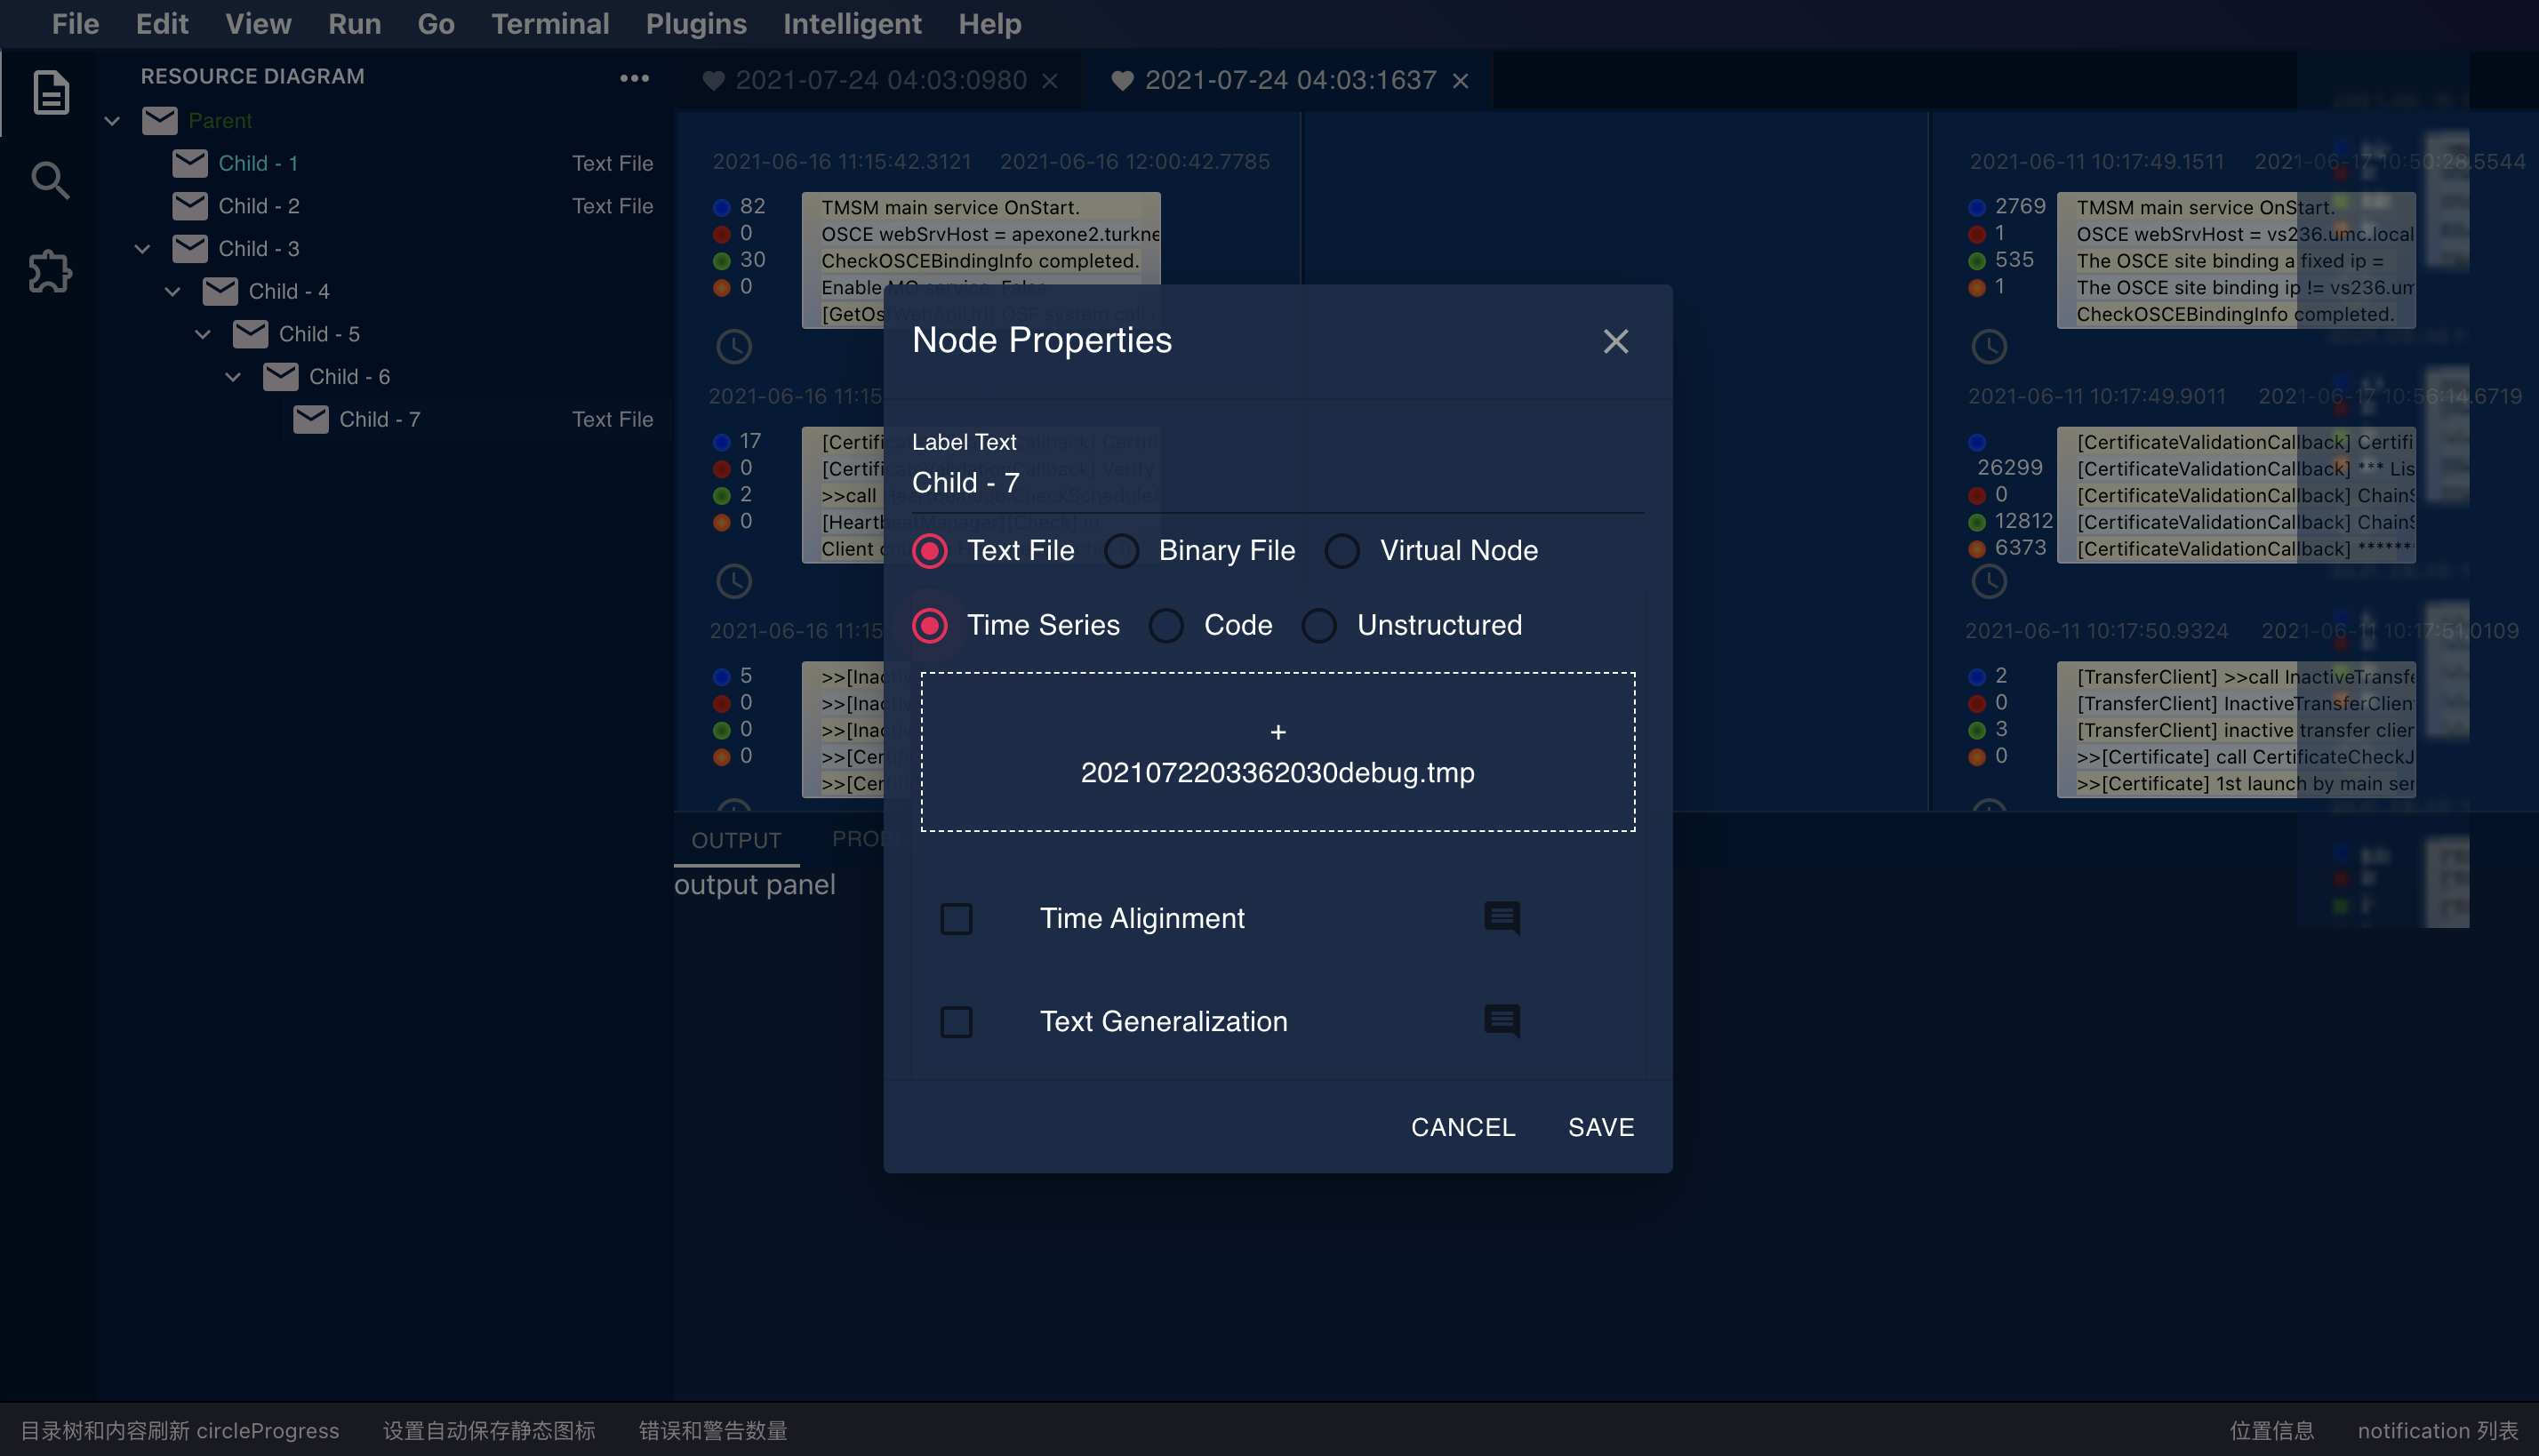 File Edit View Run Go Terminal Plugins Intelligent Help
RESOURCE DIAGRAM
Parent
Child - 1 Text File
Child - 2 Text File
Child - 3
Child - 4
Child - 5
Child - 6
Child - 7 Text File
2021-07-24 04:03:0980
2021-07-24 04:03:1637
2021-06-16 11:15:42.3121 2021-06-16 12:00:42.7785
82
0
30
0
TMSM main service OnStart.
OSCE webSrvHost = apexone2.turkne
CheckOSCEBindingInfo completed.
Enable
[GetOs
2021-06-16 11:15
17
0
2
0
[Certifi
[Certifi
>>call
[Heartbe
Client co
2021-06-16 11:15
5
0
0
0
>>[Inac
>>[Inac
>>[Inac
>>[Cer
>>[Cer
2021-06-11 10:17:49.1511 2021-06-17 10:50:28.5544
2769
1
535
1
TMSM main service OnStart.
OSCE webSrvHost = vs236.umc.local
The OSCE site binding a fixed ip =
The OSCE site binding ip != vs236.um
CheckOSCEBindingInfo completed.
2021-06-11 10:17:49.9011 2021-06-17 10:56:14.6719
26299
0
12812
6373
[CertificateValidationCallback] Certifi
[CertificateValidationCallback] *** Lis
[CertificateValidationCallback] ChainS
[CertificateValidationCallback] ChainS
[CertificateValidationCallback] *******
2021-06-11 10:17:50.9324 2021-06-11 10:17:51.0109
2
0
3
0
[TransferClient] >>call InactiveTransfe
[TransferClient] InactiveTransferClien
[TransferClient] inactive transfer clier
>>[Certificate] call CertificateCheckJ
>>[Certificate] 1st launch by main ser
Node Properties
Label Text
Child - 7
Text File Binary File Virtual Node
Time Series Code Unstructured
+
2021072203362030debug.tmp
Time Aliginment
Text Generalization
CANCEL SAVE
OUTPUT PROB
output panel
目录树和内容刷新 circleProgress 设置自动保存静态图标 错误和警告数量 位置信息 notification 列表